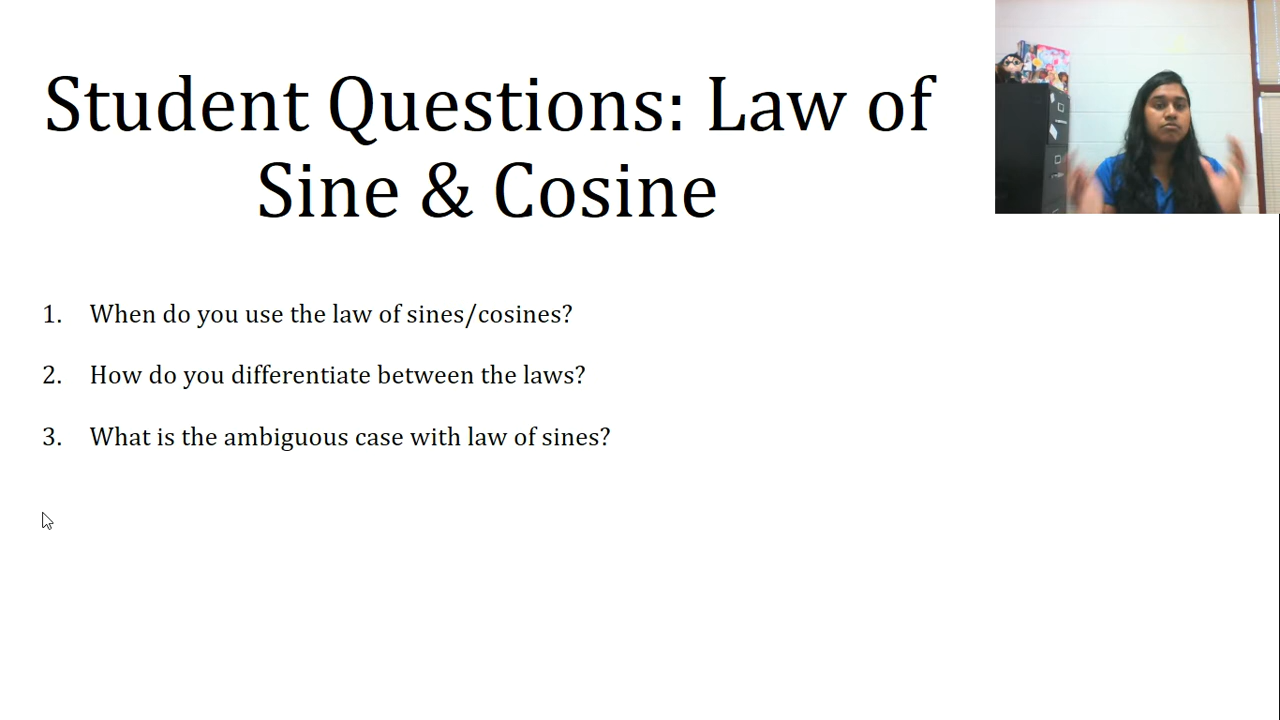 Student Questions: Law of
Sine & Cosine
1. When do you use the law of sines/cosines?
2. How do you differentiate between the laws?
3. What is the ambiguous case with law of sines?